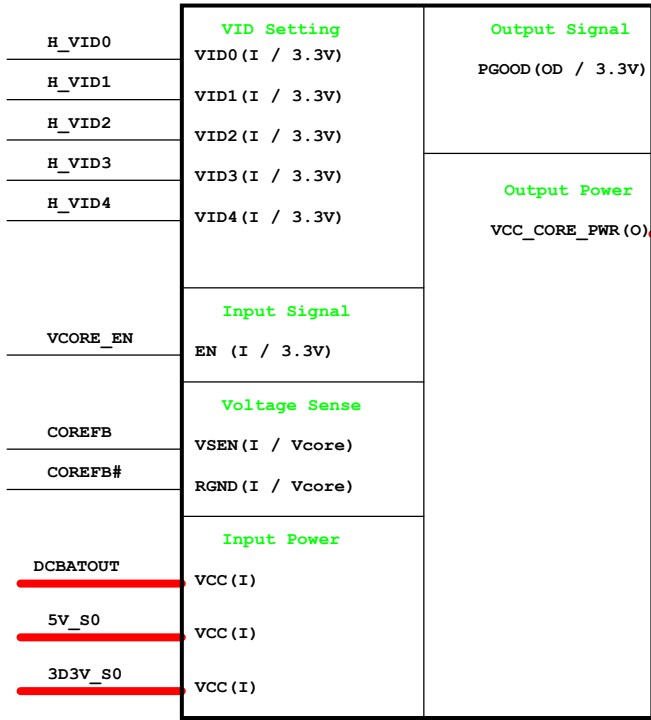 H_VID0
H_VID1
H_VID2
H_VID3
H_VID4
VCORE_EN
COREFB
COREFB#
DCBATOUT
5V_S0
3D3V_S0
VID Setting
VID0(I / 3.3V)
VID1(I / 3.3V)
VID2(I / 3.3V)
VID3(I / 3.3V)
VID4(I / 3.3V)
Input Signal
EN (I / 3.3V)
Voltage Sense
VSEN(I / Vcore)
RGND(I / Vcore)
Input Power
VCC(I)
VCC(I)
VCC(I)
Output Signal
PGOOD(OD / 3.3V)
Output Power
VCC_CORE_PWR(O)